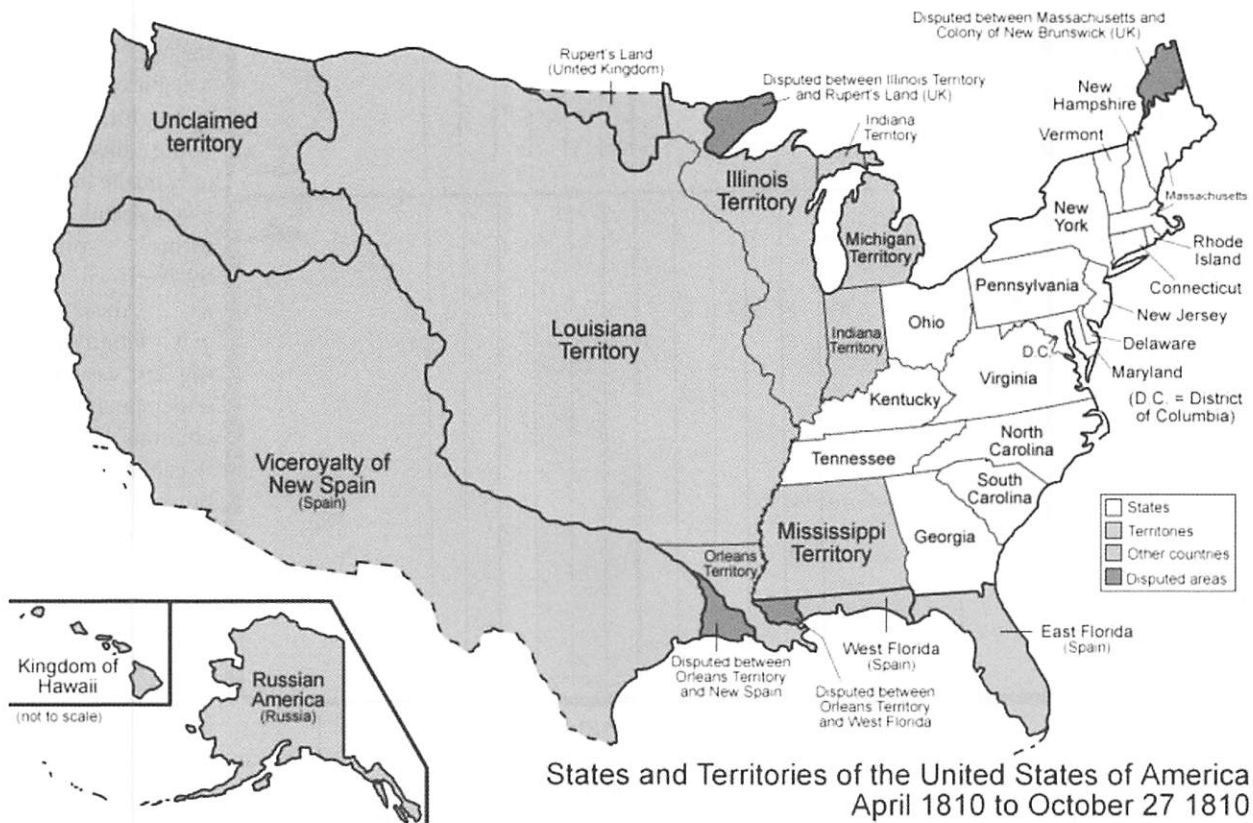 Disputed between Massachusetts and
Colony of New Brunswick (UK)
Rupert's Land
(United Kingdom)
Disputed between Illinois Territory
and Rupert's Land (UK)
New
Hampshire
Indiana
Territory
Vermont
Unclaimed
territory
Illinois
Territory
Massachusetts
New
York
Michigan
Territory
Rhode
Island
Connecticut
Pennsylvania
New Jersey
Ohio
Louisiana
Territory
Indiana
Territory
Delaware
D.C.
Maryland
Virginia
(D.C. = District
of Columbia)
Kentucky
North
Carolina
Tennessee
Viceroyalty of
New Spain
(Spain)
South
Carolina
States
Territories
Other countries
Disputed areas
Mississippi
Territory
Georgia
Orleans
Territory
East Florida
(Spain)
West Florida
(Spain)
Kingdom of
Hawaii
(not to scale)
Russian
America
(Russia)
Disputed between
Orleans Territory
and New Spain
Disputed between
Orleans Territory
and West Florida
States and Territories of the United States of America
April 1810 to October 27 1810